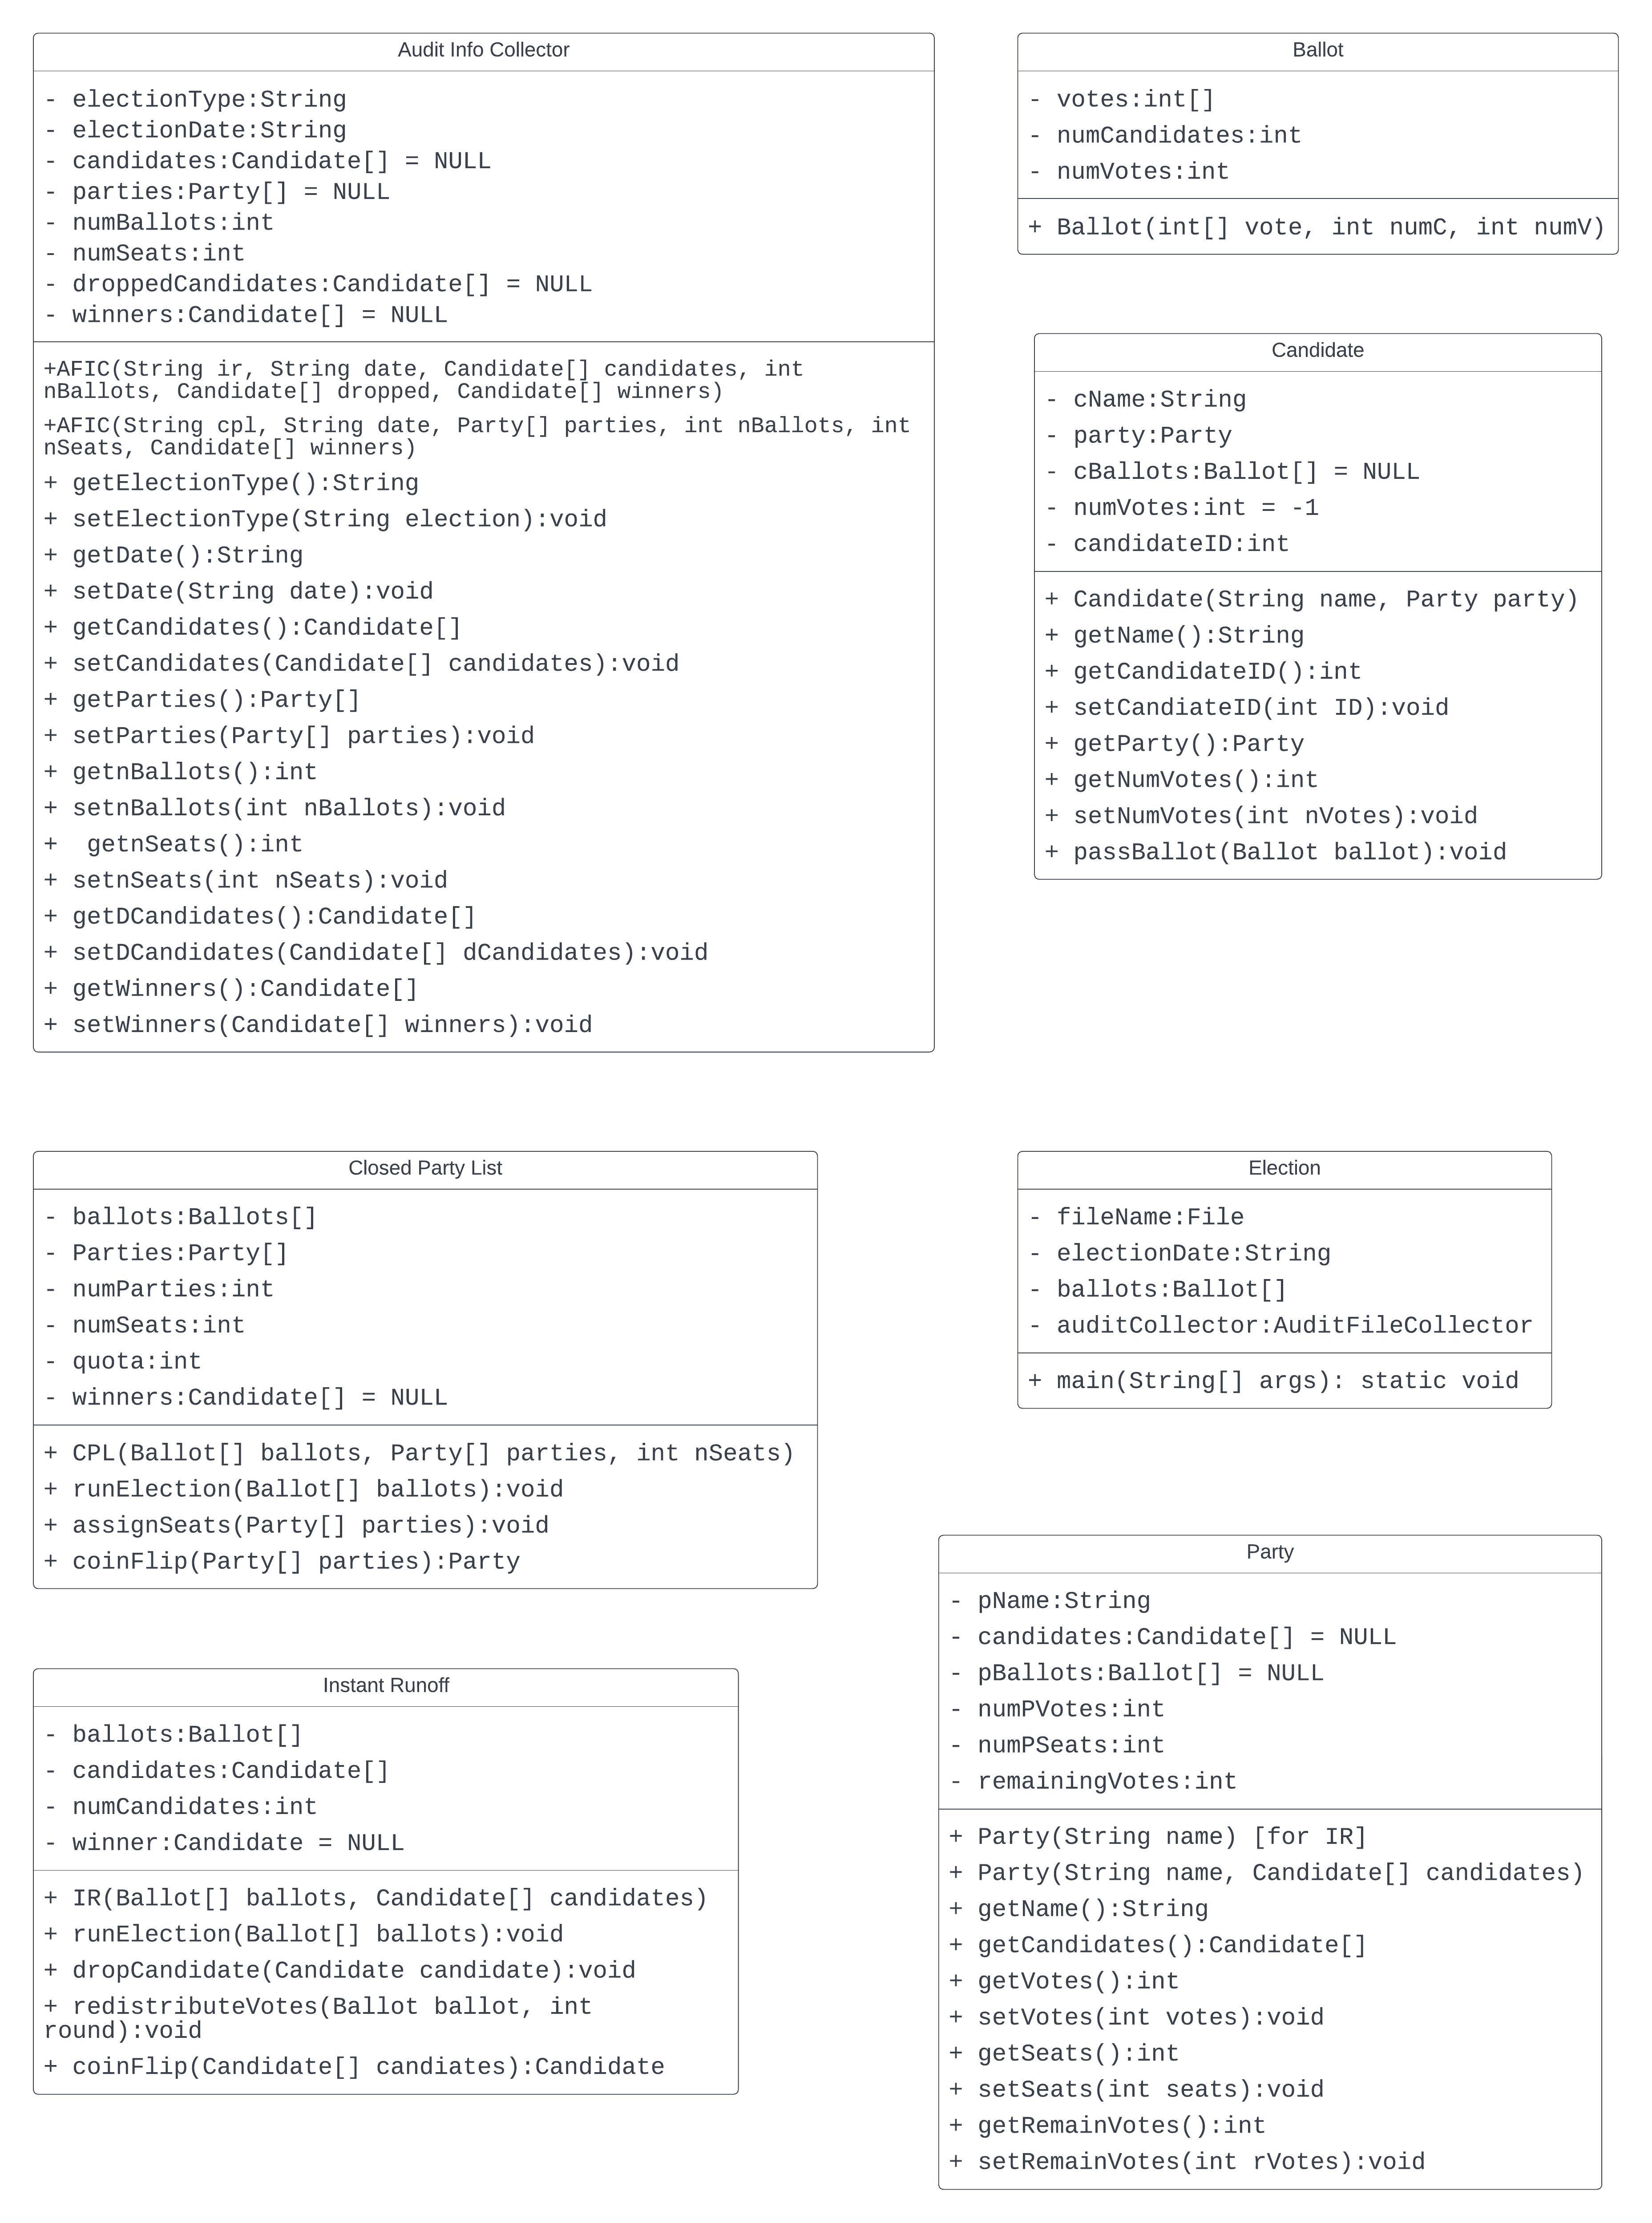 Audit Info Collector
- electionType:String
- electionDate:String
- candidates:Candidate[] = NULL
- parties:Party[] = NULL
- numBallots:int
- numSeats:int
- droppedCandidates:Candidate[] = NULL
- winners:Candidate[] = NULL
+AFIC(String ir, String date, Candidate[] candidates, int
nBallots, Candidate[] dropped, Candidate[] winners)
+AFIC(String cpl, String date, Party[] parties, int nBallots, int
nSeats, Candidate[] winners)
+ getElectionType():String
+ setElectionType(String election):void
+ getDate():String
+ setDate(String date):void
+ getCandidates():Candidate[]
+ setCandidates(Candidate[] candidates):void
+ getParties():Party[]
+ setParties(Party[] parties):void
+ getnBallots():int
+ setnBallots(int nBallots):void
+  getnSeats():int
+ setnSeats(int nSeats):void
+ getDCandidates():Candidate[]
+ setDCandidates(Candidate[] dCandidates):void
+ getWinners():Candidate[]
+ setWinners(Candidate[] winners):void
Ballot
- votes:int[]
- numCandidates:int
- numVotes:int
+ Ballot(int[] vote, int numC, int numV)
Candidate
- cName:String
- party:Party
- cBallots:Ballot[] = NULL
- numVotes:int = -1
- candidateID:int
+ Candidate(String name, Party party)
+ getName():String
+ getCandidateID():int
+ setCandiateID(int ID):void
+ getParty():Party
+ getNumVotes():int
+ setNumVotes(int nVotes):void
+ passBallot(Ballot ballot):void
Closed Party List
- ballots:Ballots[]
- Parties:Party[]
- numParties:int
- numSeats:int
- quota:int
- winners:Candidate[] = NULL
+ CPL(Ballot[] ballots, Party[] parties, int nSeats)
+ runElection(Ballot[] ballots):void
+ assignSeats(Party[] parties):void
+ coinFlip(Party[] parties):Party
Election
- fileName:File
- electionDate:String
- ballots:Ballot[]
- auditCollector:AuditFileCollector
+ main(String[] args): static void
Instant Runoff
- ballots:Ballot[]
- candidates:Candidate[]
- numCandidates:int
- winner:Candidate = NULL
+ IR(Ballot[] ballots, Candidate[] candidates)
+ runElection(Ballot[] ballots):void
+ dropCandidate(Candidate candidate):void
+ redistributeVotes(Ballot ballot, int
round):void
+ coinFlip(Candidate[] candiates):Candidate
Party
- pName:String
- candidates:Candidate[] = NULL
- pBallots:Ballot[] = NULL
- numPVotes:int
- numPSeats:int
- remainingVotes:int
+ Party(String name) [for IR]
+ Party(String name, Candidate[] candidates)
+ getName():String
+ getCandidates():Candidate[]
+ getVotes():int
+ setVotes(int votes):void
+ getSeats():int
+ setSeats(int seats):void
+ getRemainVotes():int
+ setRemainVotes(int rVotes):void